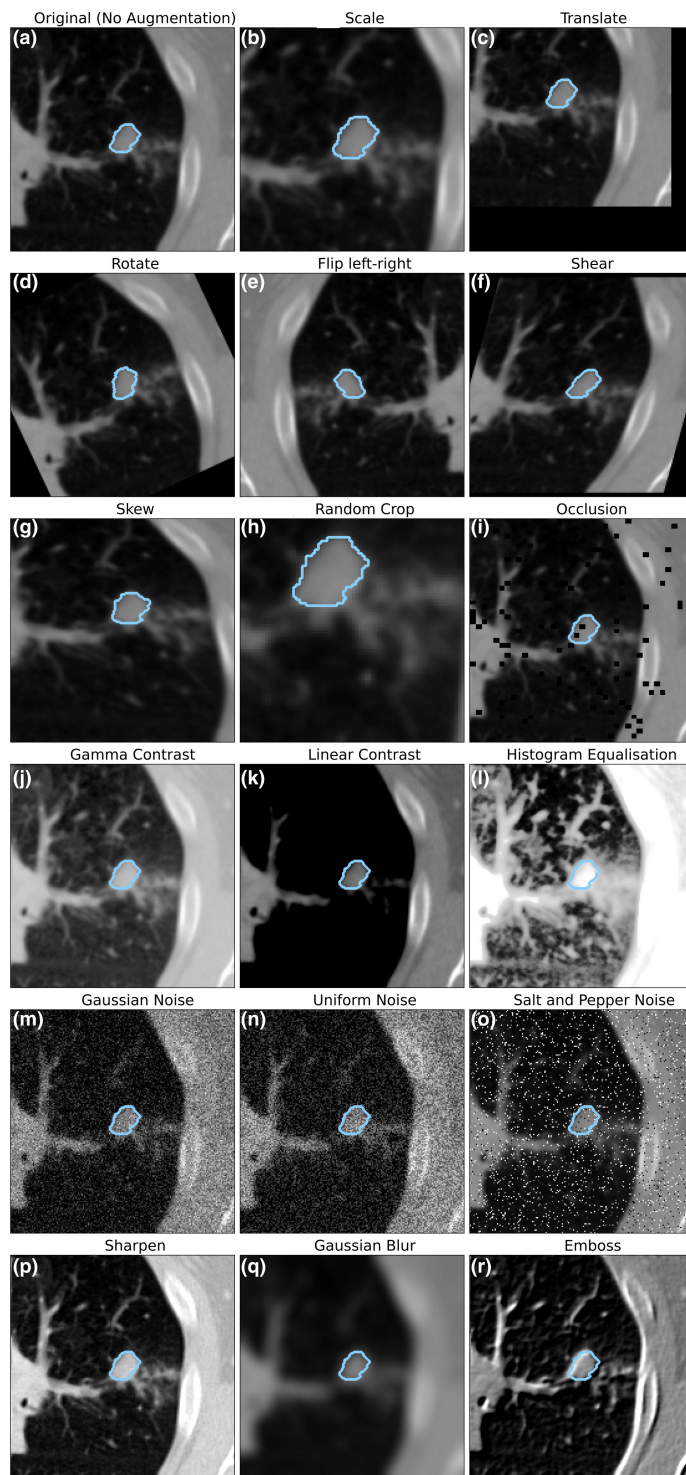 Original (No Augmentation) Scale Translate
(a) (b) (c)
Rotate Flip left-right Shear
(d) (e) (f)
Skew Random Crop Occlusion
(g) (h) (i)
Gamma Contrast Linear Contrast Histogram Equalisation
(j) (k) (l)
Gaussian Noise Uniform Noise Salt and Pepper Noise
(m) (n) (o)
Sharpen Gaussian Blur Emboss
(p) (q) (r)